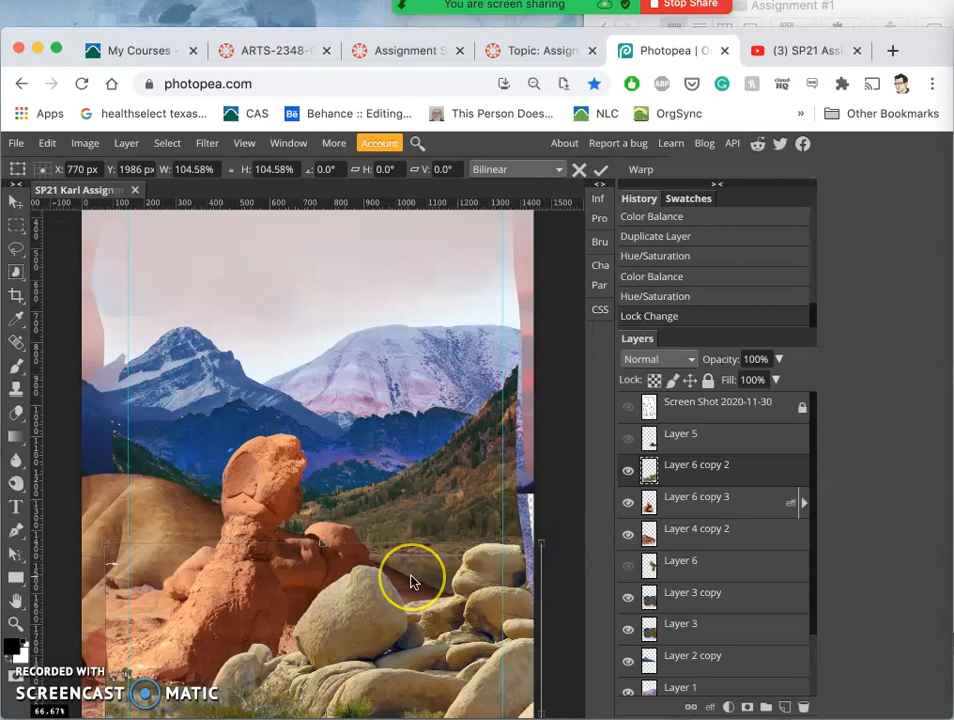 You are screen sharing
Stop Share
Assignment #1
My Courses -
ARTS-2348-
Assignment S
Topic: Assign
Photopea | O
(3) SP21 Assi
photopea.com
Apps
healthselect texas...
CAS
Behance :: Editing...
This Person Does...
NLC
OrgSync
»
Other Bookmarks
File Edit Image Layer Select Filter View Window More Account
About Report a bug Learn Blog API
X: 770 px Y: 1986 px W: 104.58% H: 104.58% : 0.0° H: 0.0° V: 0.0° Bilinear Warp
SP21 Karl Assignm
Inf
Pro
Bru
Cha
Par
CSS
History Swatches
Color Balance
Duplicate Layer
Hue/Saturation
Color Balance
Hue/Saturation
Lock Change
Layers
Normal Opacity: 100%
Lock: Fill: 100%
Screen Shot 2020-11-30
Layer 5
Layer 6 copy 2
Layer 6 copy 3 eff
Layer 4 copy 2
Layer 6
Layer 3 copy
Layer 3
Layer 2 copy
Layer 1
eff
RECORDED WITH
SCREENCAST MATIC
66.67%